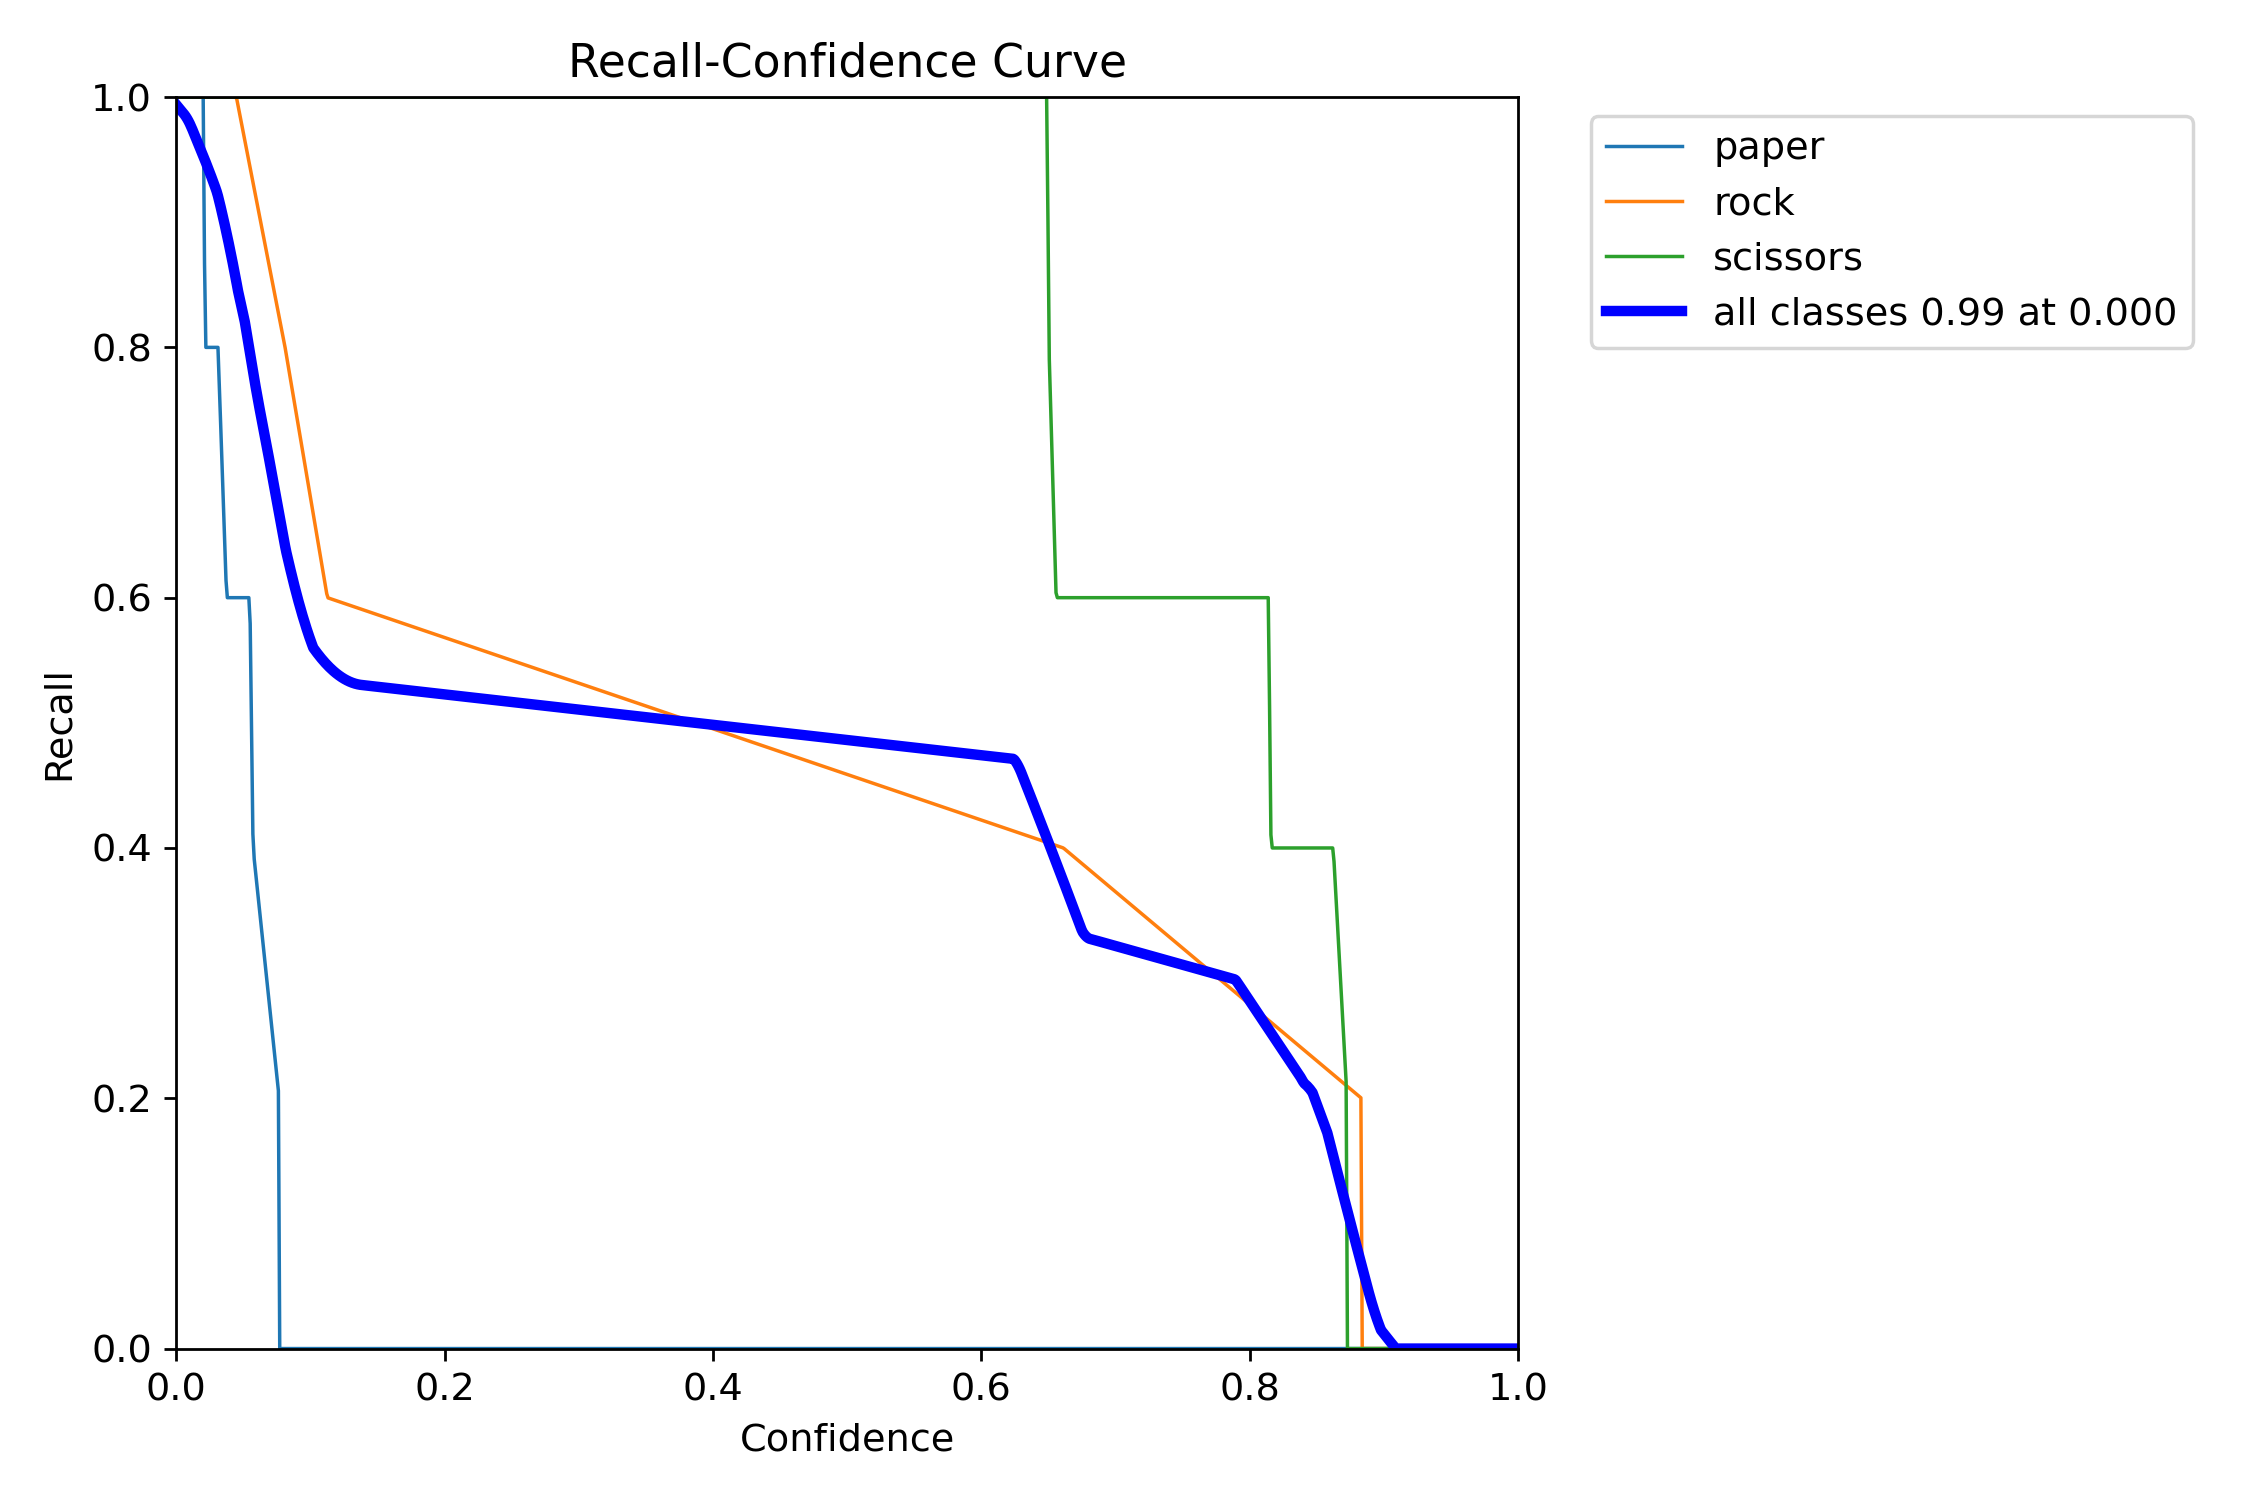 Recall-Confidence Curve
1.0
0.8
0.6
0.4
0.2
0.0
Recall
0.0 0.2 0.4 0.6 0.8 1.0
Confidence
paper
rock
scissors
all classes 0.99 at 0.000